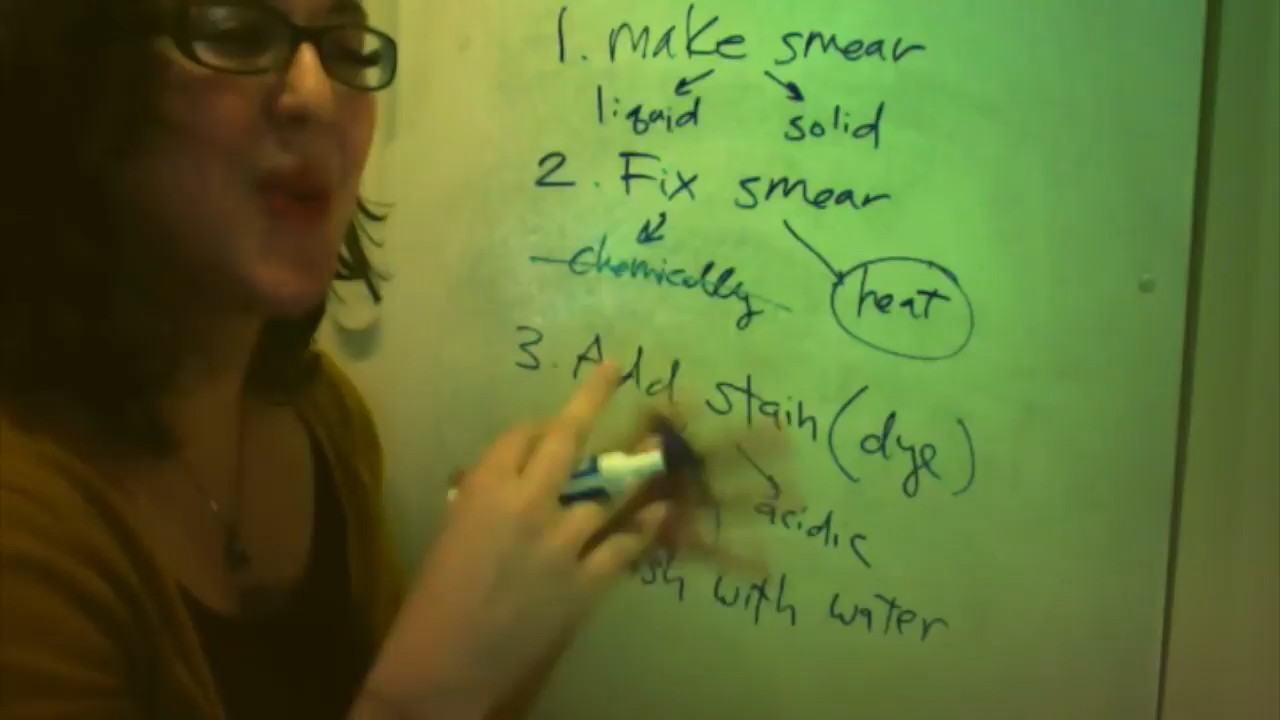 1. make smear
liquid solid
2. Fix smear
chemically heat
3. Add stain (dye)
acidic
with water